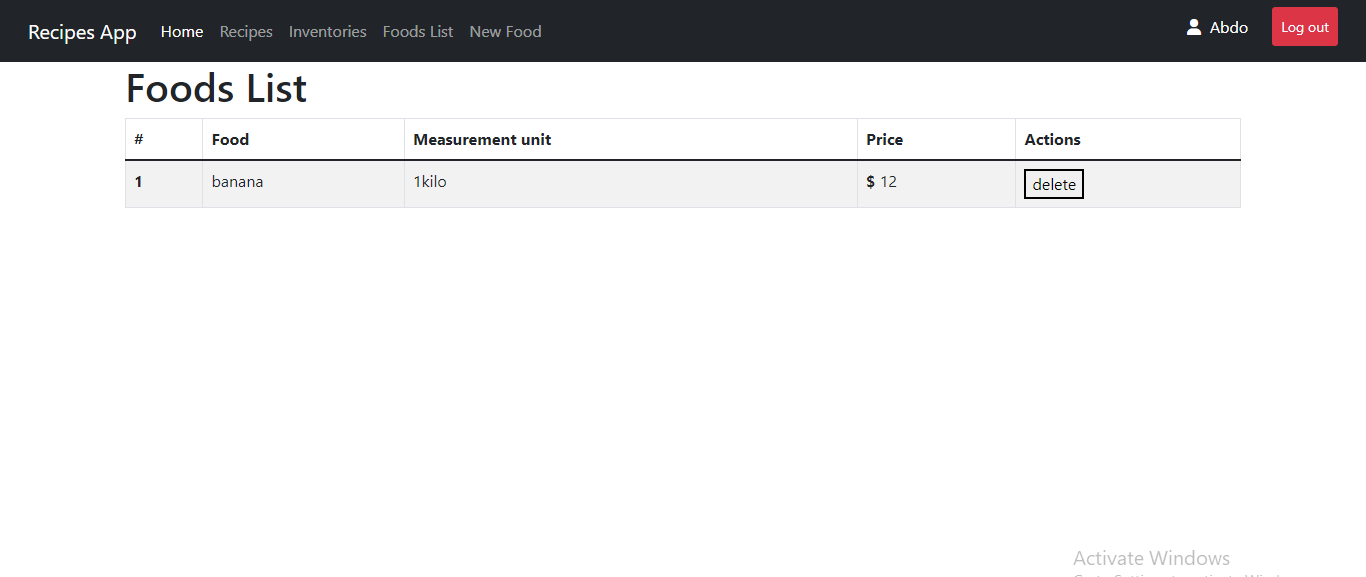 Recipes App Home Recipes Inventories Foods List New Food Abdo Log out
Foods List
# Food Measurement unit Price Actions
1 banana 1kilo $ 12 delete
Activate Windows